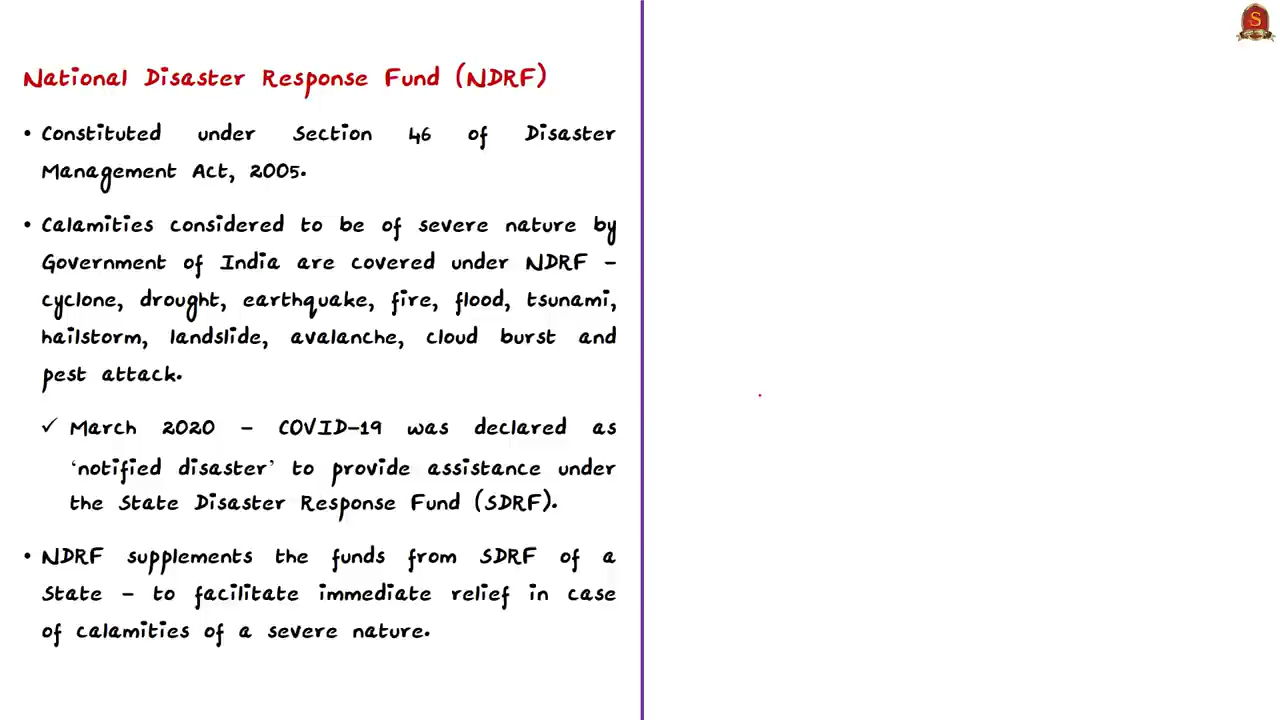 National Disaster Response Fund (NDRF)
• Constituted under Section 46 of Disaster
Management Act, 2005.
• Calamities considered to be of severe nature by
Government of India are covered under NDRF –
cyclone, drought, earthquake, fire, flood, tsunami,
hailstorm, landslide, avalanche, cloud burst and
pest attack.
✓ March 2020 – COVID-19 was declared as
‘notified disaster’ to provide assistance under
the State Disaster Response Fund (SDRF).
• NDRF supplements the funds from SDRF of a
State – to facilitate immediate relief in case
of calamities of a severe nature.
S